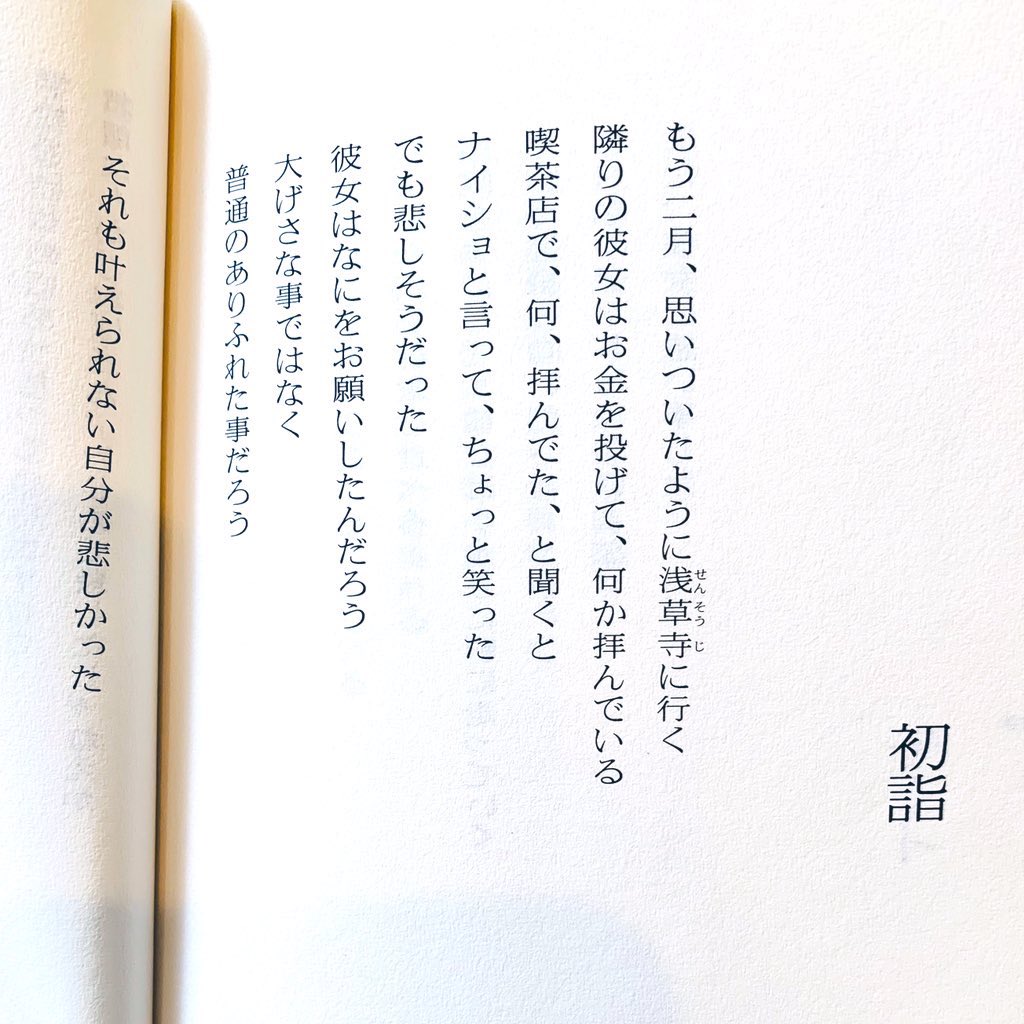 初詣
もう二月、思いついたように浅草寺に行く
せんそうじ
隣りの彼女はお金を投げて、何か拝んでいる
喫茶店で、何、拝んでた、と聞くと
ナイショと言って、ちょっと笑った
でも悲しそうだった
彼女はなにをお願いしたんだろう
大げさな事ではなく
普通のありふれた事だろう
それも叶えられない自分が悲しかった